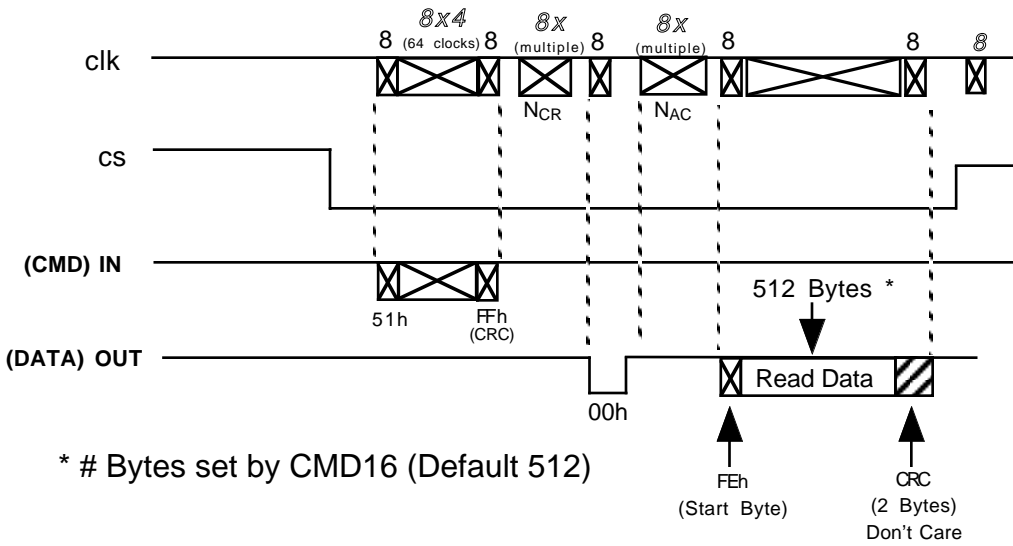 8x4 8x 8x
8 (64 clocks) 8 (multiple) 8 (multiple) 8 8 8
clk
NCR NAC
cs
(CMD) IN
512 Bytes *
51h FFh
(CRC)
(DATA) OUT
Read Data
00h
* # Bytes set by CMD16 (Default 512)
FEh CRC
(Start Byte) (2 Bytes)
Don't Care